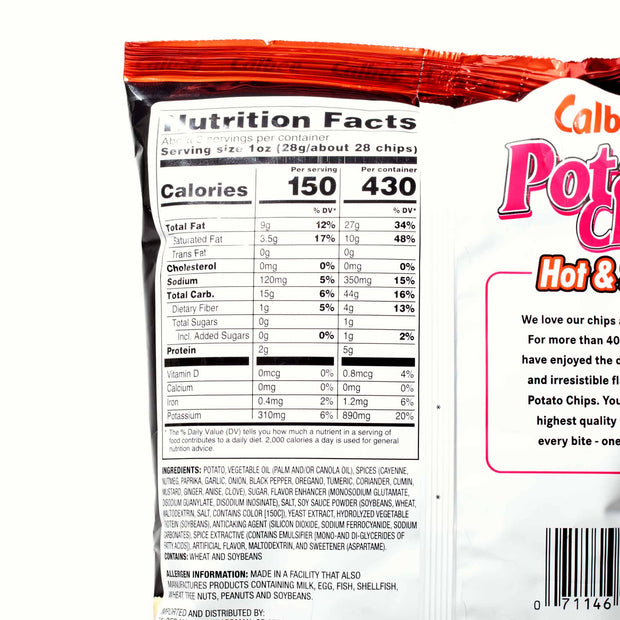 Nutrition Facts
servings per container
Serving size 1oz (28g/about 28 chips)
Per serving Per container
Calories 150 430
% DV* % DV*
Total Fat 9g 12% 27g 34%
Saturated Fat 3.5g 17% 10g 48%
Trans Fat 0g 0g
Cholesterol 0mg 0% 0mg 0%
Sodium 120mg 5% 350mg 15%
Total Carb. 15g 6% 44g 16%
Dietary Fiber 1g 5% 4g 13%
Total Sugars 0g 1g
Incl. Added Sugars 0g 0% 1g 2%
Protein 2g 5g
Vitamin D 0mcg 0% 0.8mcg 4%
Calcium 0mg 0% 0mg 0%
Iron 0.4mg 2% 1.2mg 6%
Potassium 310mg 6% 890mg 20%
* The % Daily Value (DV) tells you how much a nutrient in a serving of
food contributes to a daily diet. 2,000 calories a day is used for general
nutrition advice.
INGREDIENTS: POTATO, VEGETABLE OIL (PALM AND/OR CANOLA OIL), SPICES (CAYENNE,
NUTMEG, PAPRIKA, GARLIC, ONION, BLACK PEPPER, OREGANO, TUMERIC, CORIANDER, CUMIN,
MUSTARD, GINGER, ANISE, CLOVE), SUGAR, FLAVOR ENHANCER (MONOSODIUM GLUTAMATE,
DISODIUM GUANYLATE, DISODIUM INOSINATE), SALT, SOY SAUCE POWDER (SOYBEANS, WHEAT,
MALTODEXTRIN, SALT, CONTAINS COLOR [150C]), YEAST EXTRACT, HYDROLYZED VEGETABLE
PROTEIN (SOYBEANS), ANTICAKING AGENT (SILICON DIOXIDE, SODIUM FERROCYANIDE, SODIUM
CARBONATES), SPICE EXTRACTIVE (CONTAINS EMULSIFIER [MONO-AND DI-GLYCERIDES OF
FATTY ACIDS]), ARTIFICIAL FLAVOR, MALTODEXTRIN, AND SWEETENER (ASPARTAME).
CONTAINS: WHEAT AND SOYBEANS
ALLERGEN INFORMATION: MADE IN A FACILITY THAT ALSO
MANUFACTURES PRODUCTS CONTAINING MILK, EGG, FISH, SHELLFISH,
WHEAT, TREE NUTS, PEANUTS AND SOYBEANS.
IMPORTED AND DISTRIBUTED BY:
Calb
Pot
C
Hot &
We love our chips
For more than 40
have enjoyed the
and irresistible
Potato Chips. You
highest quality
every bite - one
0 71146